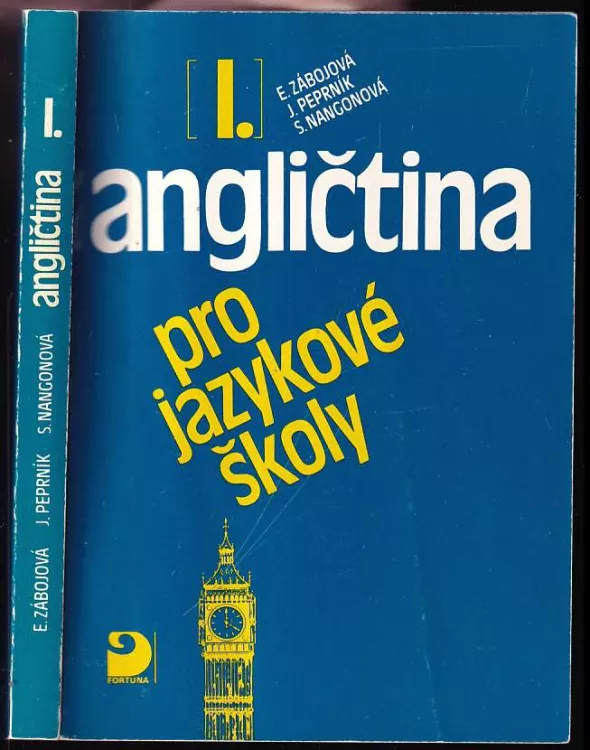 E. ZÁBOJOVÁ J. PEPRNÍK S. NANGONOVÁ angličtina I.
[I.]
E. ZÁBOJOVÁ
J. PEPRNÍK
S. NANGONOVÁ
angličtina
pro
jazykové
školy
FORTUNA